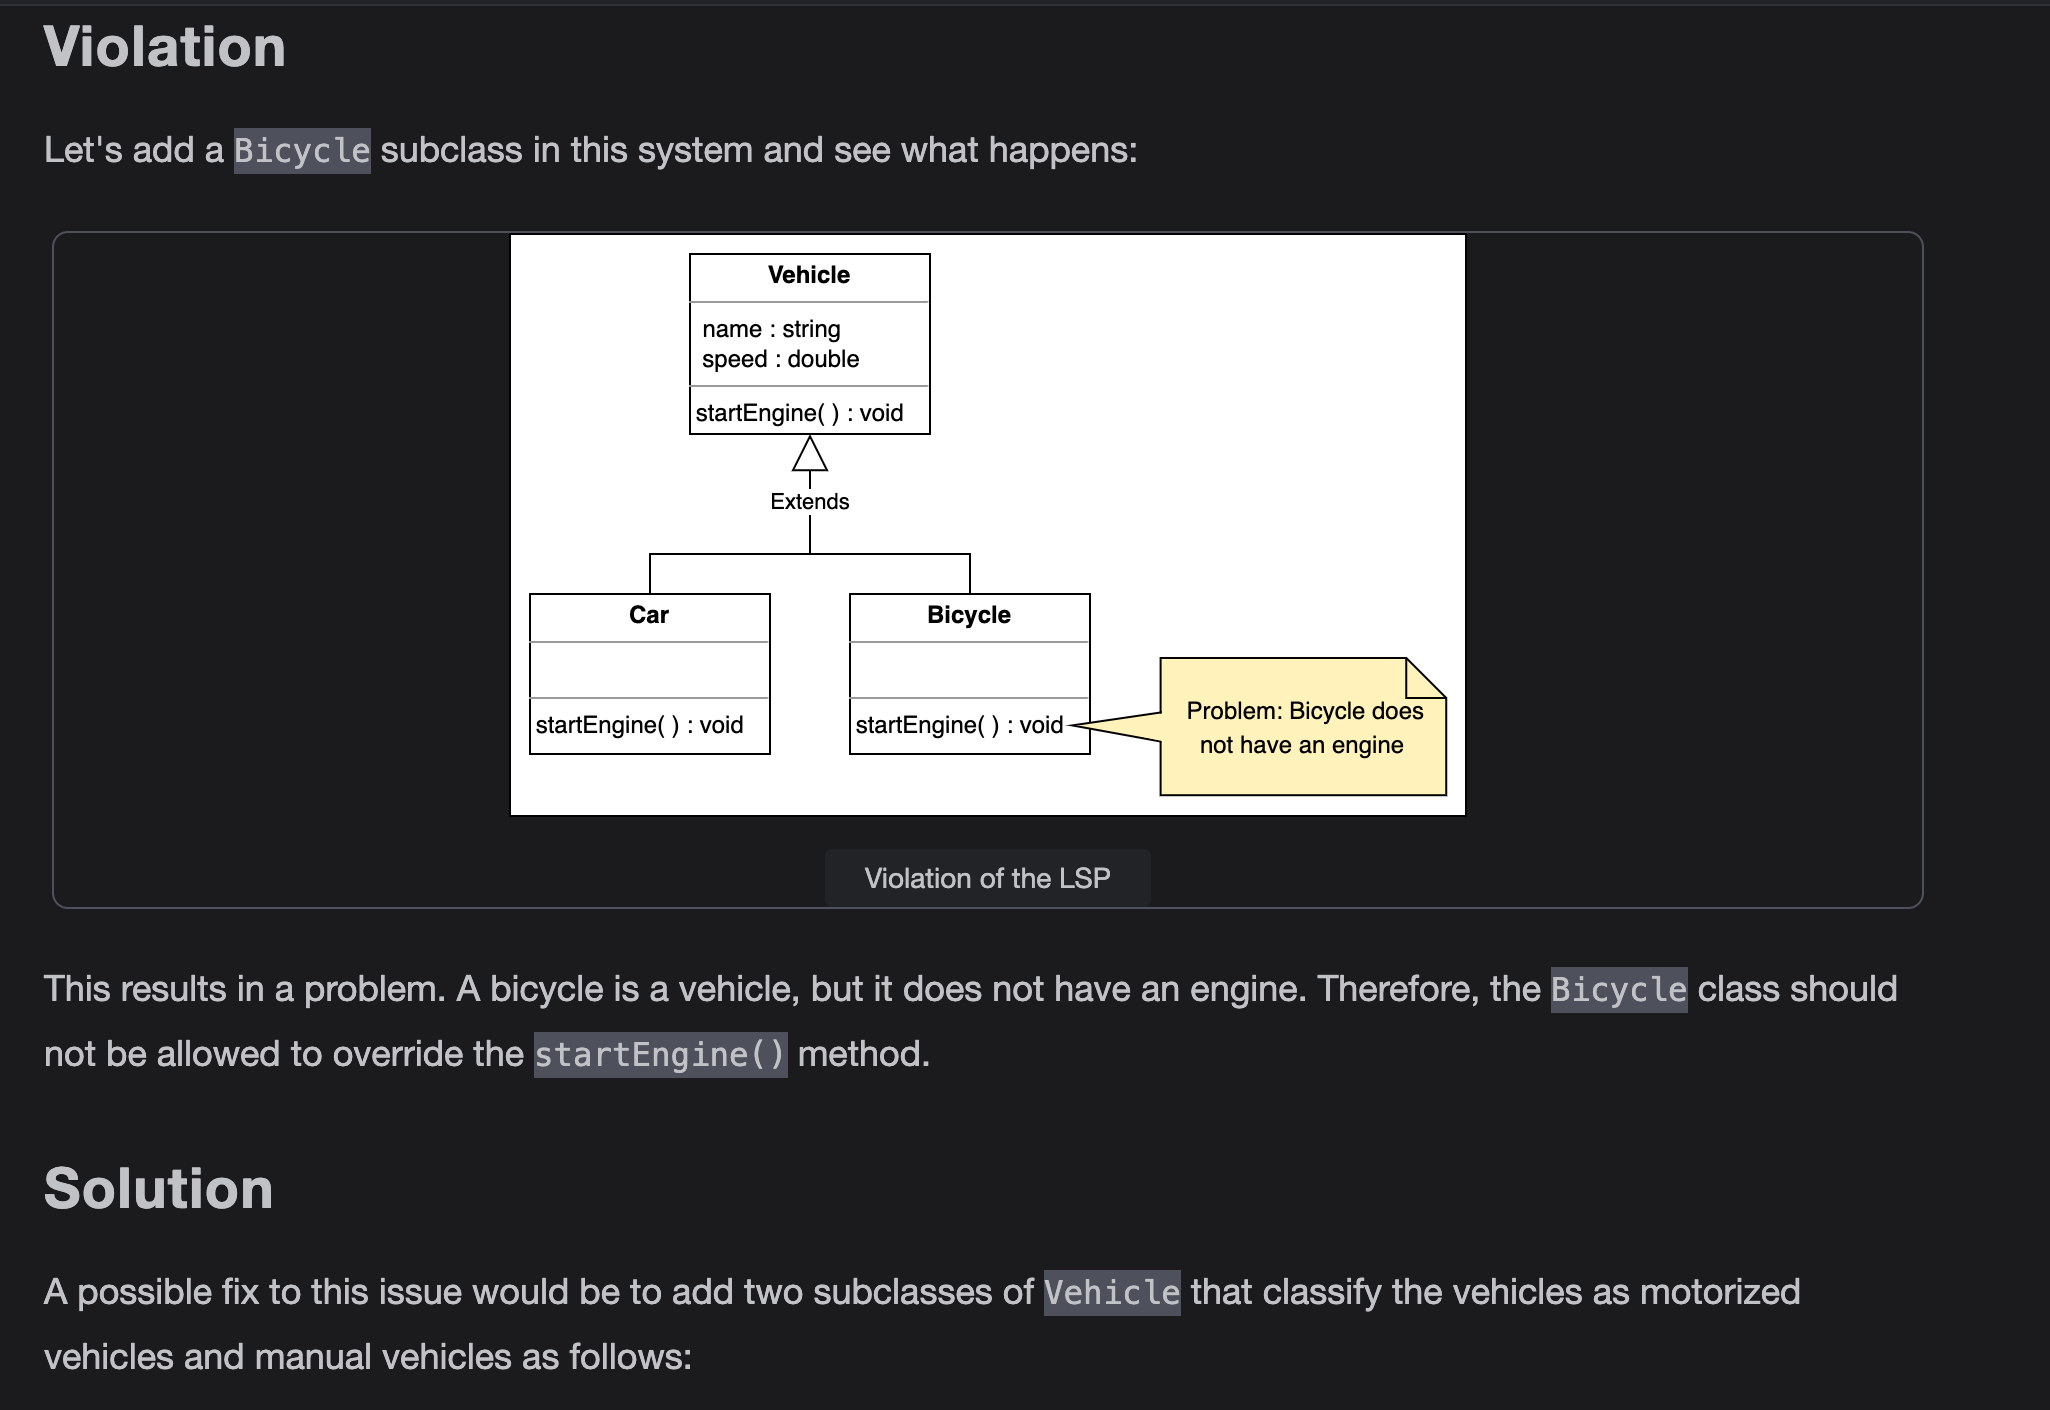 Violation
Let's add a Bicycle subclass in this system and see what happens:
Vehicle
name : string
speed : double
startEngine( ) : void
Extends
Car
startEngine( ) : void
Bicycle
startEngine( ) : void
Problem: Bicycle does
not have an engine
Violation of the LSP
This results in a problem. A bicycle is a vehicle, but it does not have an engine. Therefore, the Bicycle class should
not be allowed to override the startEngine() method.
Solution
A possible fix to this issue would be to add two subclasses of Vehicle that classify the vehicles as motorized
vehicles and manual vehicles as follows: